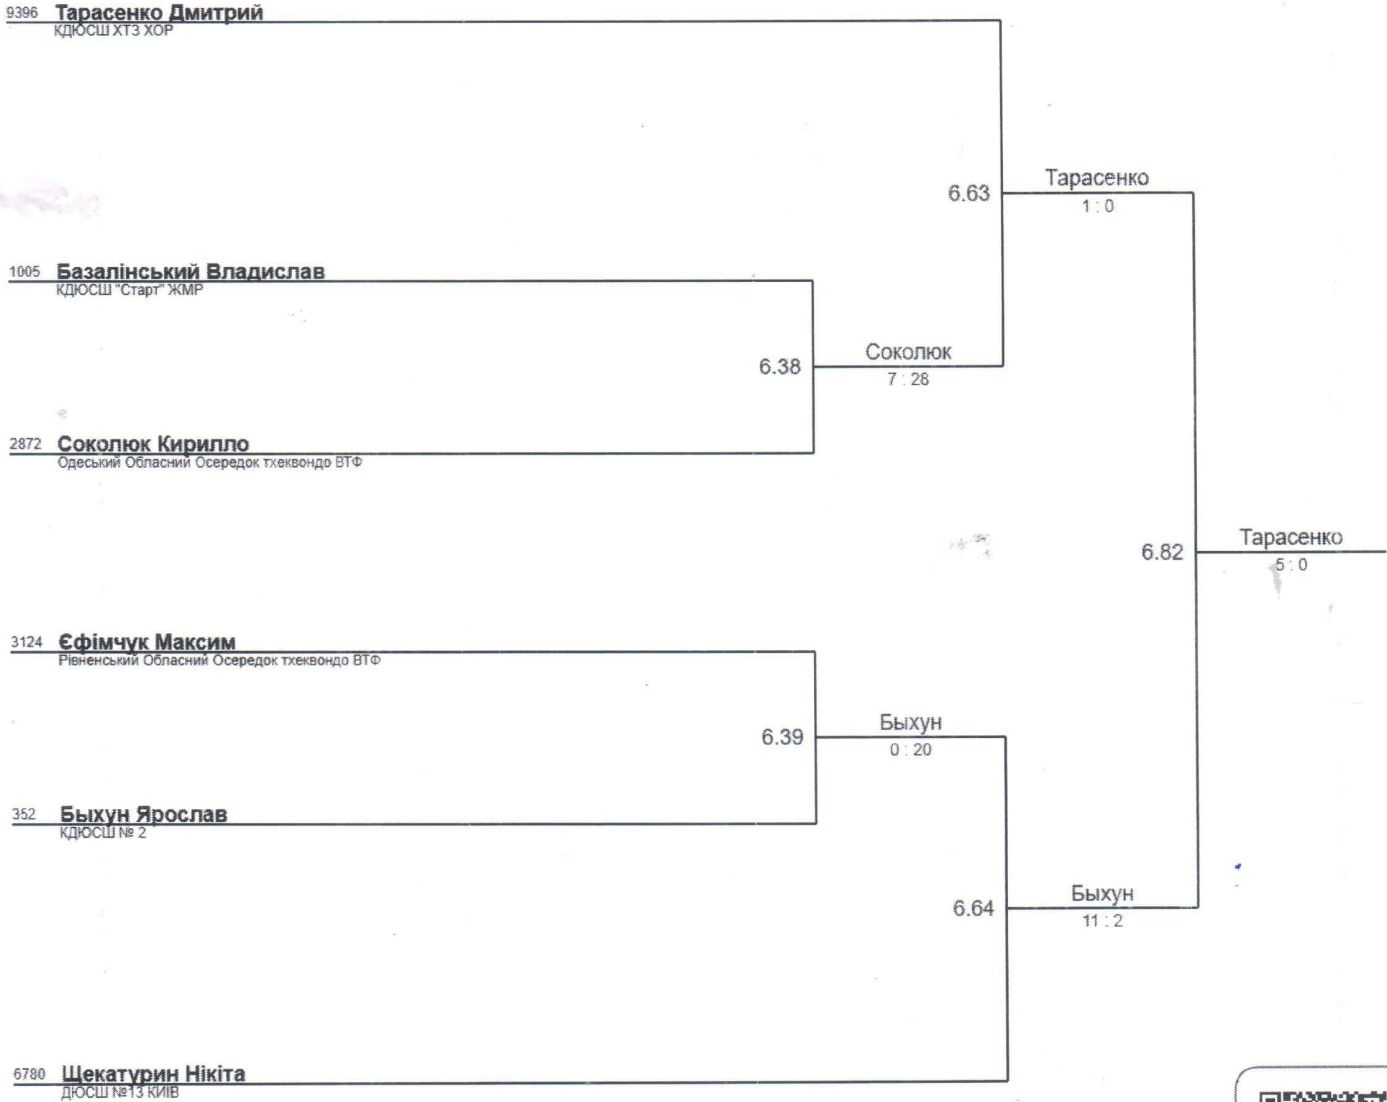 9396 Тарасенко Дмитрий
КДЮСШ ХТЗ ХОР
6.63
Тарасенко
1 : 0
1005 Базалінський Владислав
КДЮСШ "Старт" ЖМР
6.38
Соколюк
7 : 28
2872 Соколюк Кирилло
Одеський Обласний Осередок тхеквондо ВТФ
6.82
Тарасенко
5 : 0
3124 Єфімчук Максим
Рівненський Обласний Осередок тхеквондо ВТФ
6.39
Быхун
0 : 20
352 Быхун Ярослав
КДЮСШ № 2
6.64
Быхун
11 : 2
6780 Щекатурин Нікіта
ДЮСШ №13 КИІВ